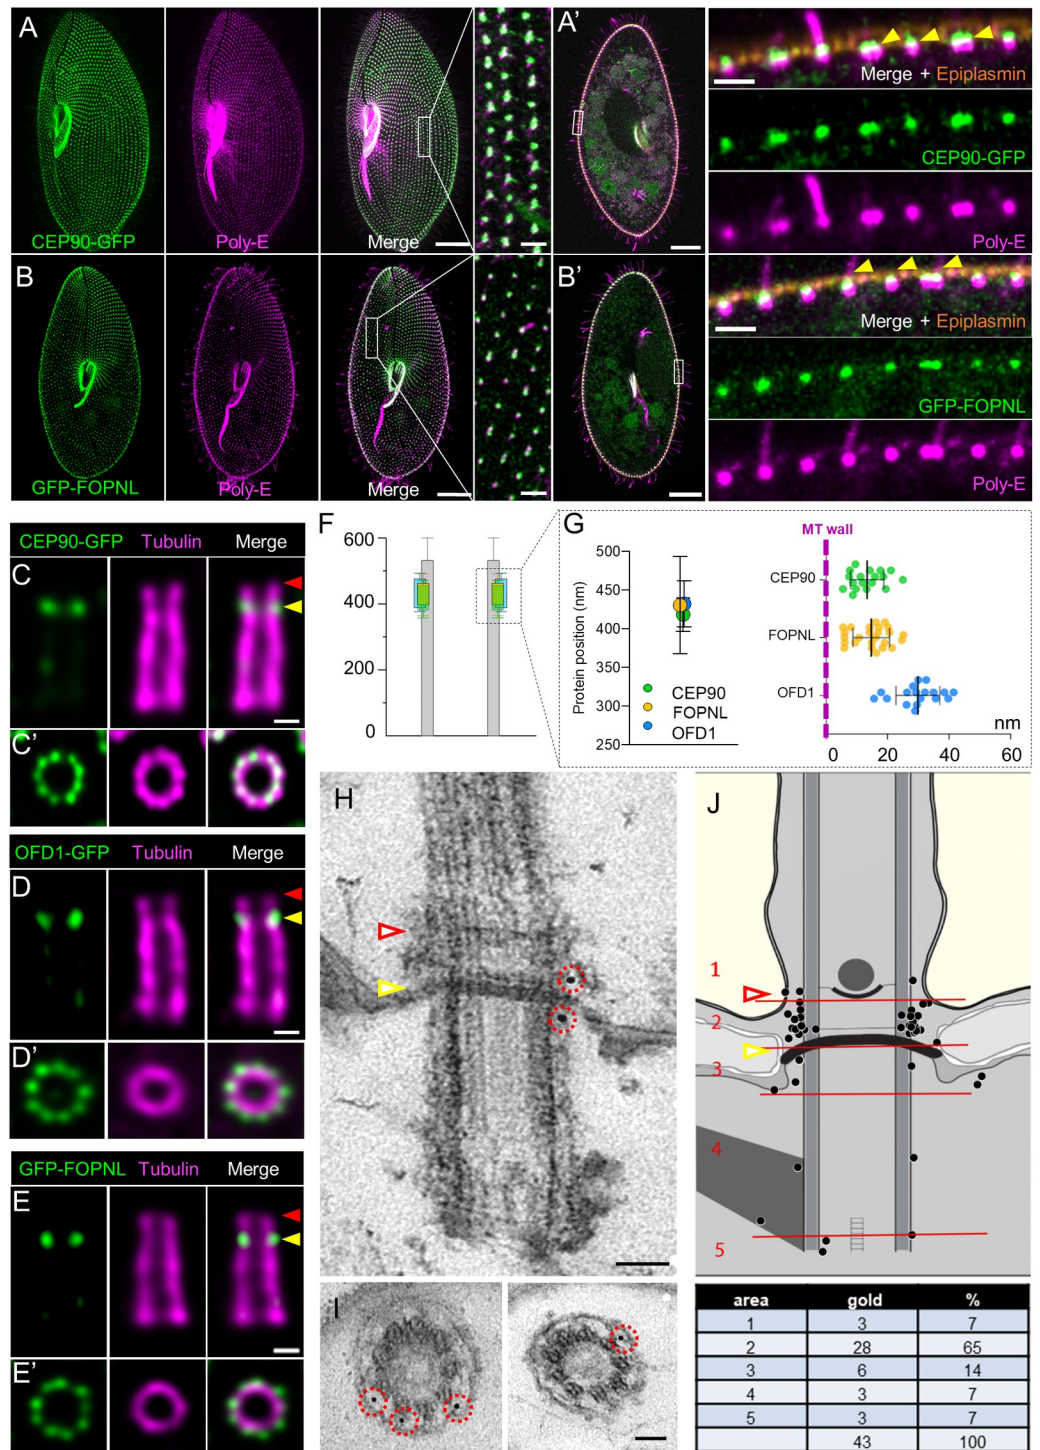 A
CEP90-GFP
Poly-E
Merge
A'
Merge + Epiplasmin
CEP90-GFP
Poly-E
B
GFP-FOPNL
Poly-E
Merge
B'
Merge + Epiplasmin
GFP-FOPNL
Poly-E
CEP90-GFP Tubulin Merge
C
C'
OFD1-GFP Tubulin Merge
D
D'
GFP-FOPNL Tubulin Merge
E
E'
F
600
400
200
0
G
Protein position (nm)
500
450
400
350
300
250
CEP90
FOPNL
OFD1
MT wall
CEP90
FOPNL
OFD1
nm
0 20 40 60
H
I
J
1
2
3
4
5
area gold %
1 3 7
2 28 65
3 6 14
4 3 7
5 3 7
43 100